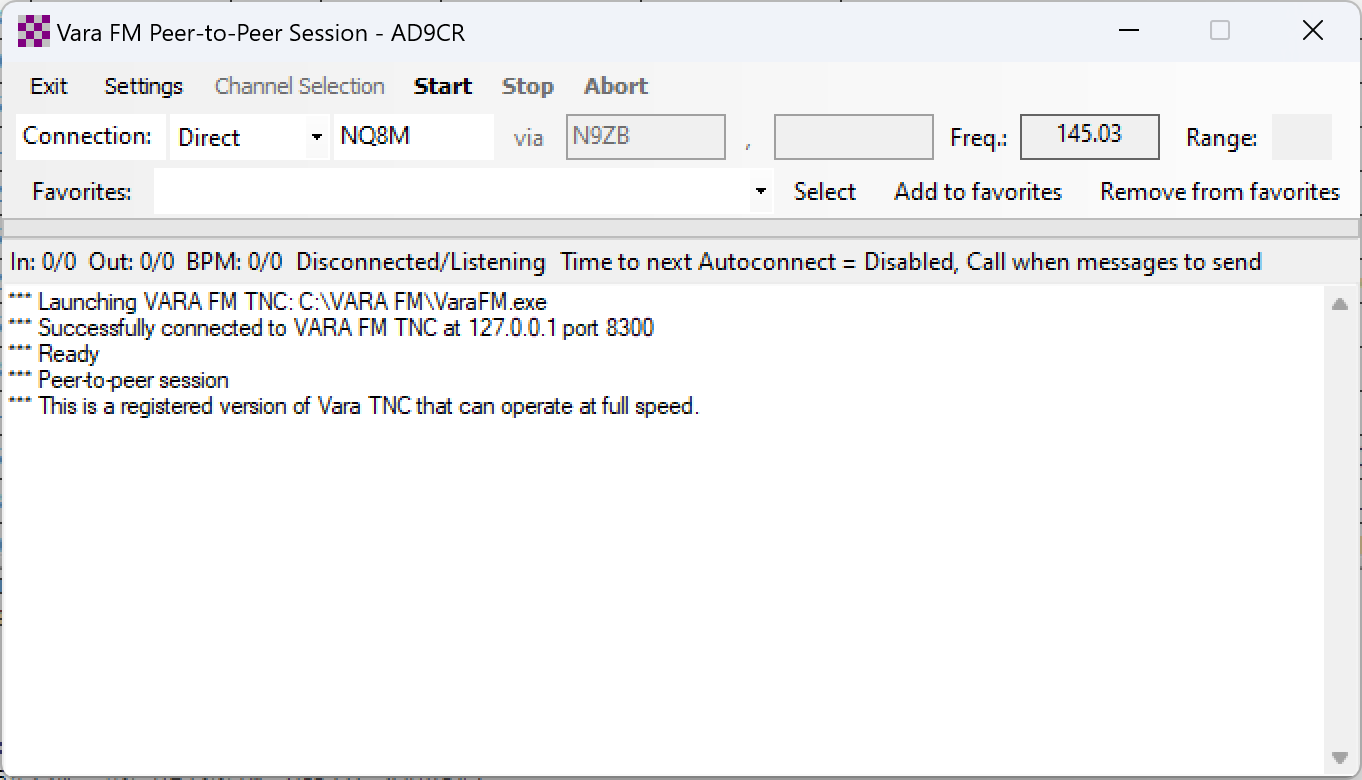 Vara FM Peer-to-Peer Session - AD9CR
Exit Settings Channel Selection Start Stop Abort
Connection: Direct NQ8M via N9ZB , Freq.: 145.03 Range:
Favorites: Select Add to favorites Remove from favorites
In: 0/0 Out: 0/0 BPM: 0/0 Disconnected/Listening Time to next Autoconnect = Disabled, Call when messages to send
*** Launching VARA FM TNC: C:\VARA FM\VaraFM.exe
*** Successfully connected to VARA FM TNC at 127.0.0.1 port 8300
*** Ready
*** Peer-to-peer session
*** This is a registered version of Vara TNC that can operate at full speed.